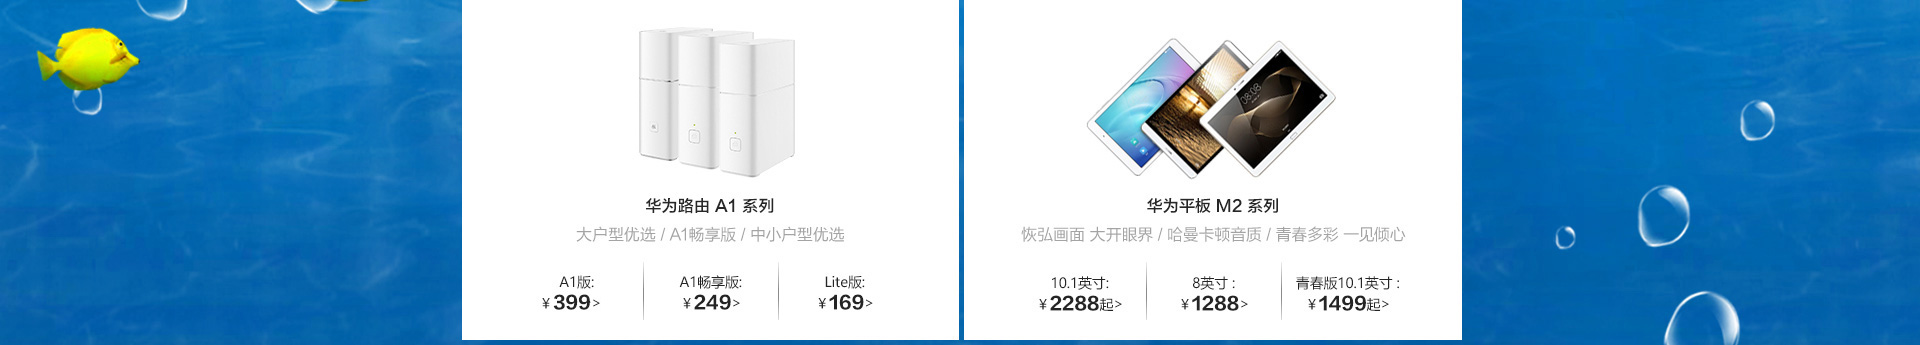 华为路由 A1 系列
大户型优选 / A1畅享版 / 中小户型优选
A1版:
¥399>
A1畅享版:
¥249>
Lite版:
¥169>
08:08
华为平板 M2 系列
恢弘画面 大开眼界 / 哈曼卡顿音质 / 青春多彩 一见倾心
10.1英寸:
¥2288起>
8英寸 :
¥1288>
青春版10.1英寸 :
¥1499起>